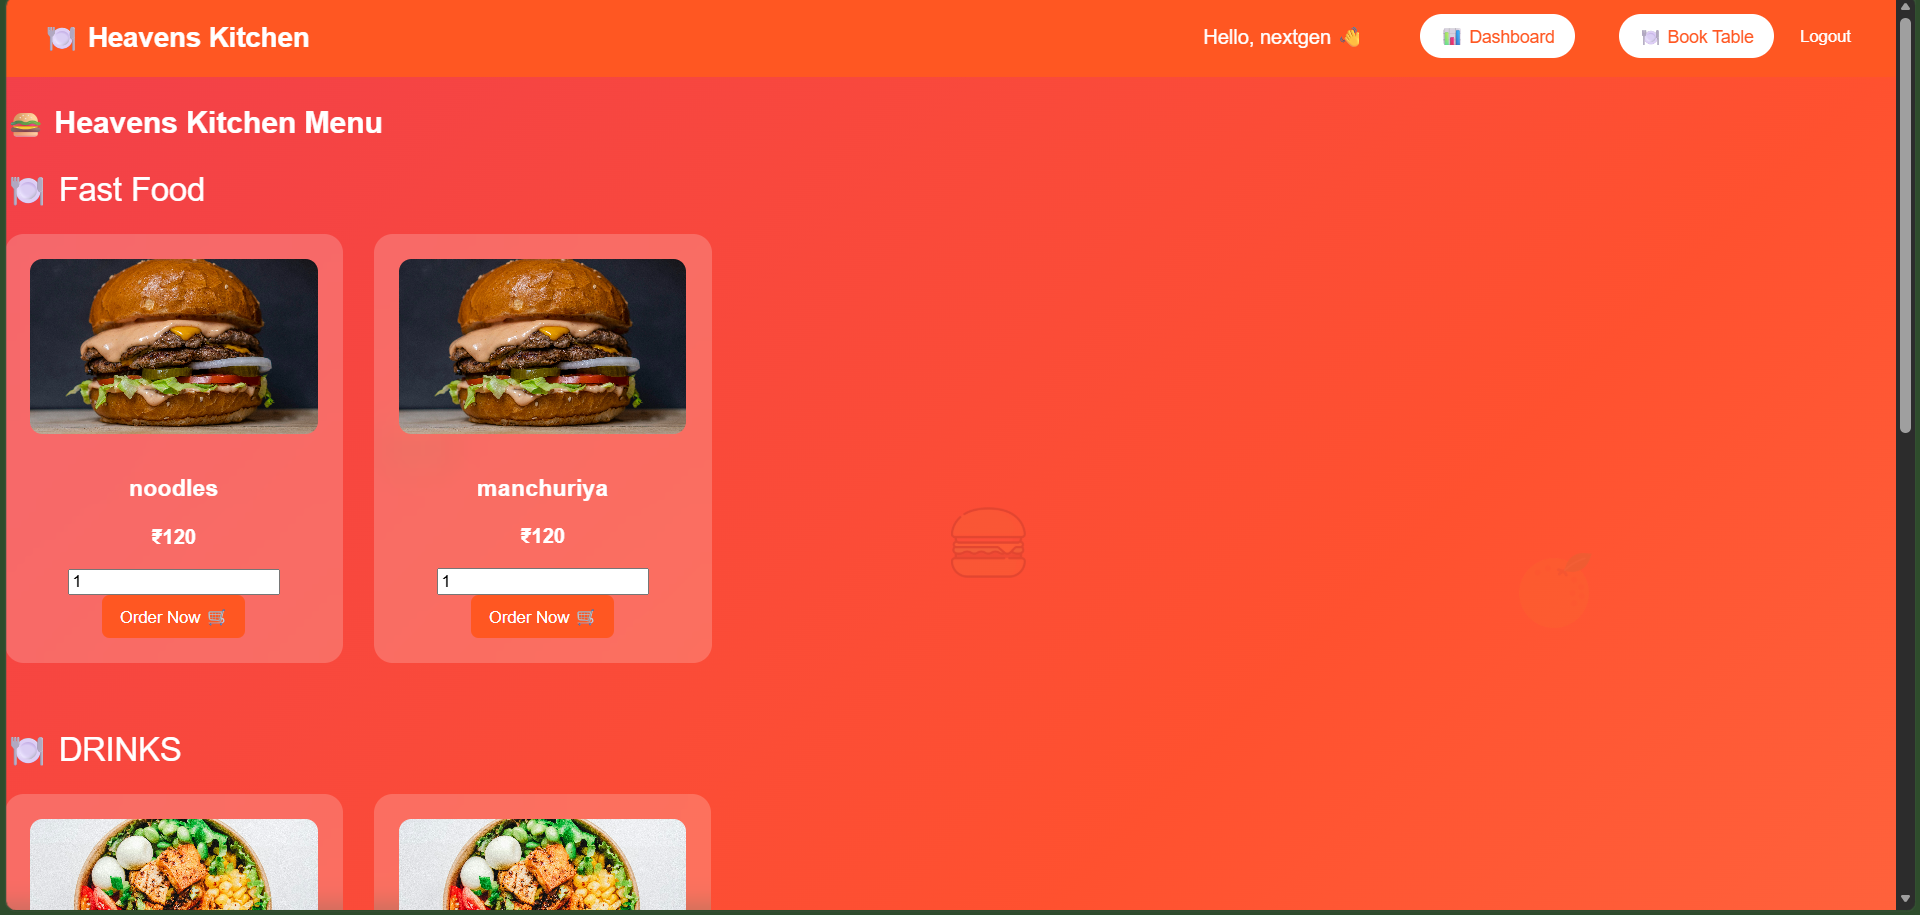 Heavens Kitchen
Hello, nextgen 👋
📊 Dashboard
🍽️ Book Table
Logout
🍔 Heavens Kitchen Menu
🍽️ Fast Food
noodles
₹120
1
Order Now 🛒
manchuriya
₹120
1
Order Now 🛒
🍽️ DRINKS